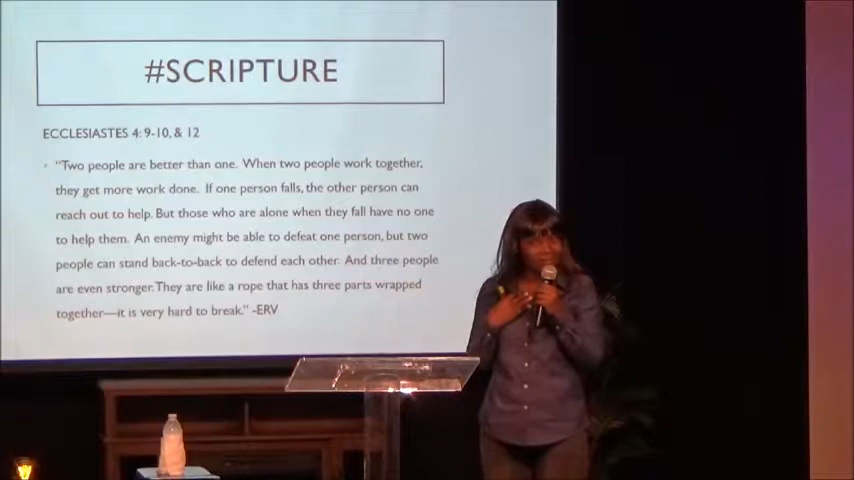 #SCRIPTURE
ECCLESIASTES 4:9-10, & 12
"Two people are better than one. When two people work together,
they get more work done. If one person falls, the other person can
reach out to help. But those who are alone when they fall have no one
to help them. An enemy might be able to defeat one person, but two
people can stand back-to-back to defend each other. And three people
are even stronger. They are like a rope that has three parts wrapped
together—it is very hard to break." -ERV